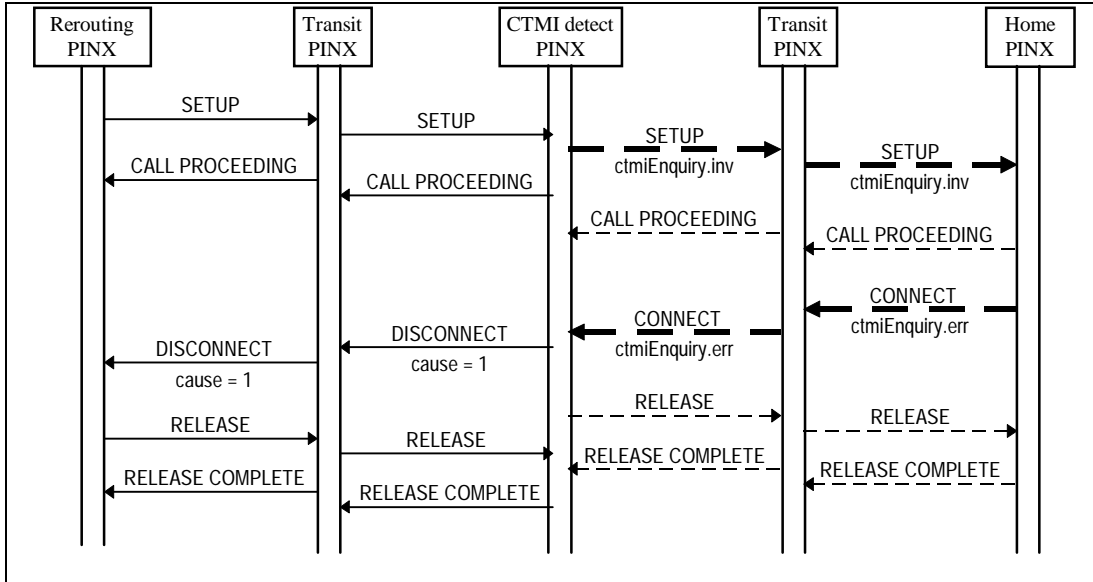 Rerouting
PINX
Transit
PINX
CTMI detect
PINX
Transit
PINX
Home
PINX
SETUP
SETUP
SETUP
ctmiEnquiry.inv
SETUP
ctmiEnquiry.inv
CALL PROCEEDING
CALL PROCEEDING
CALL PROCEEDING
CALL PROCEEDING
CONNECT
ctmiEnquiry.err
CONNECT
ctmiEnquiry.err
DISCONNECT
cause = 1
DISCONNECT
cause = 1
RELEASE
RELEASE
RELEASE
RELEASE
RELEASE COMPLETE
RELEASE COMPLETE
RELEASE COMPLETE
RELEASE COMPLETE